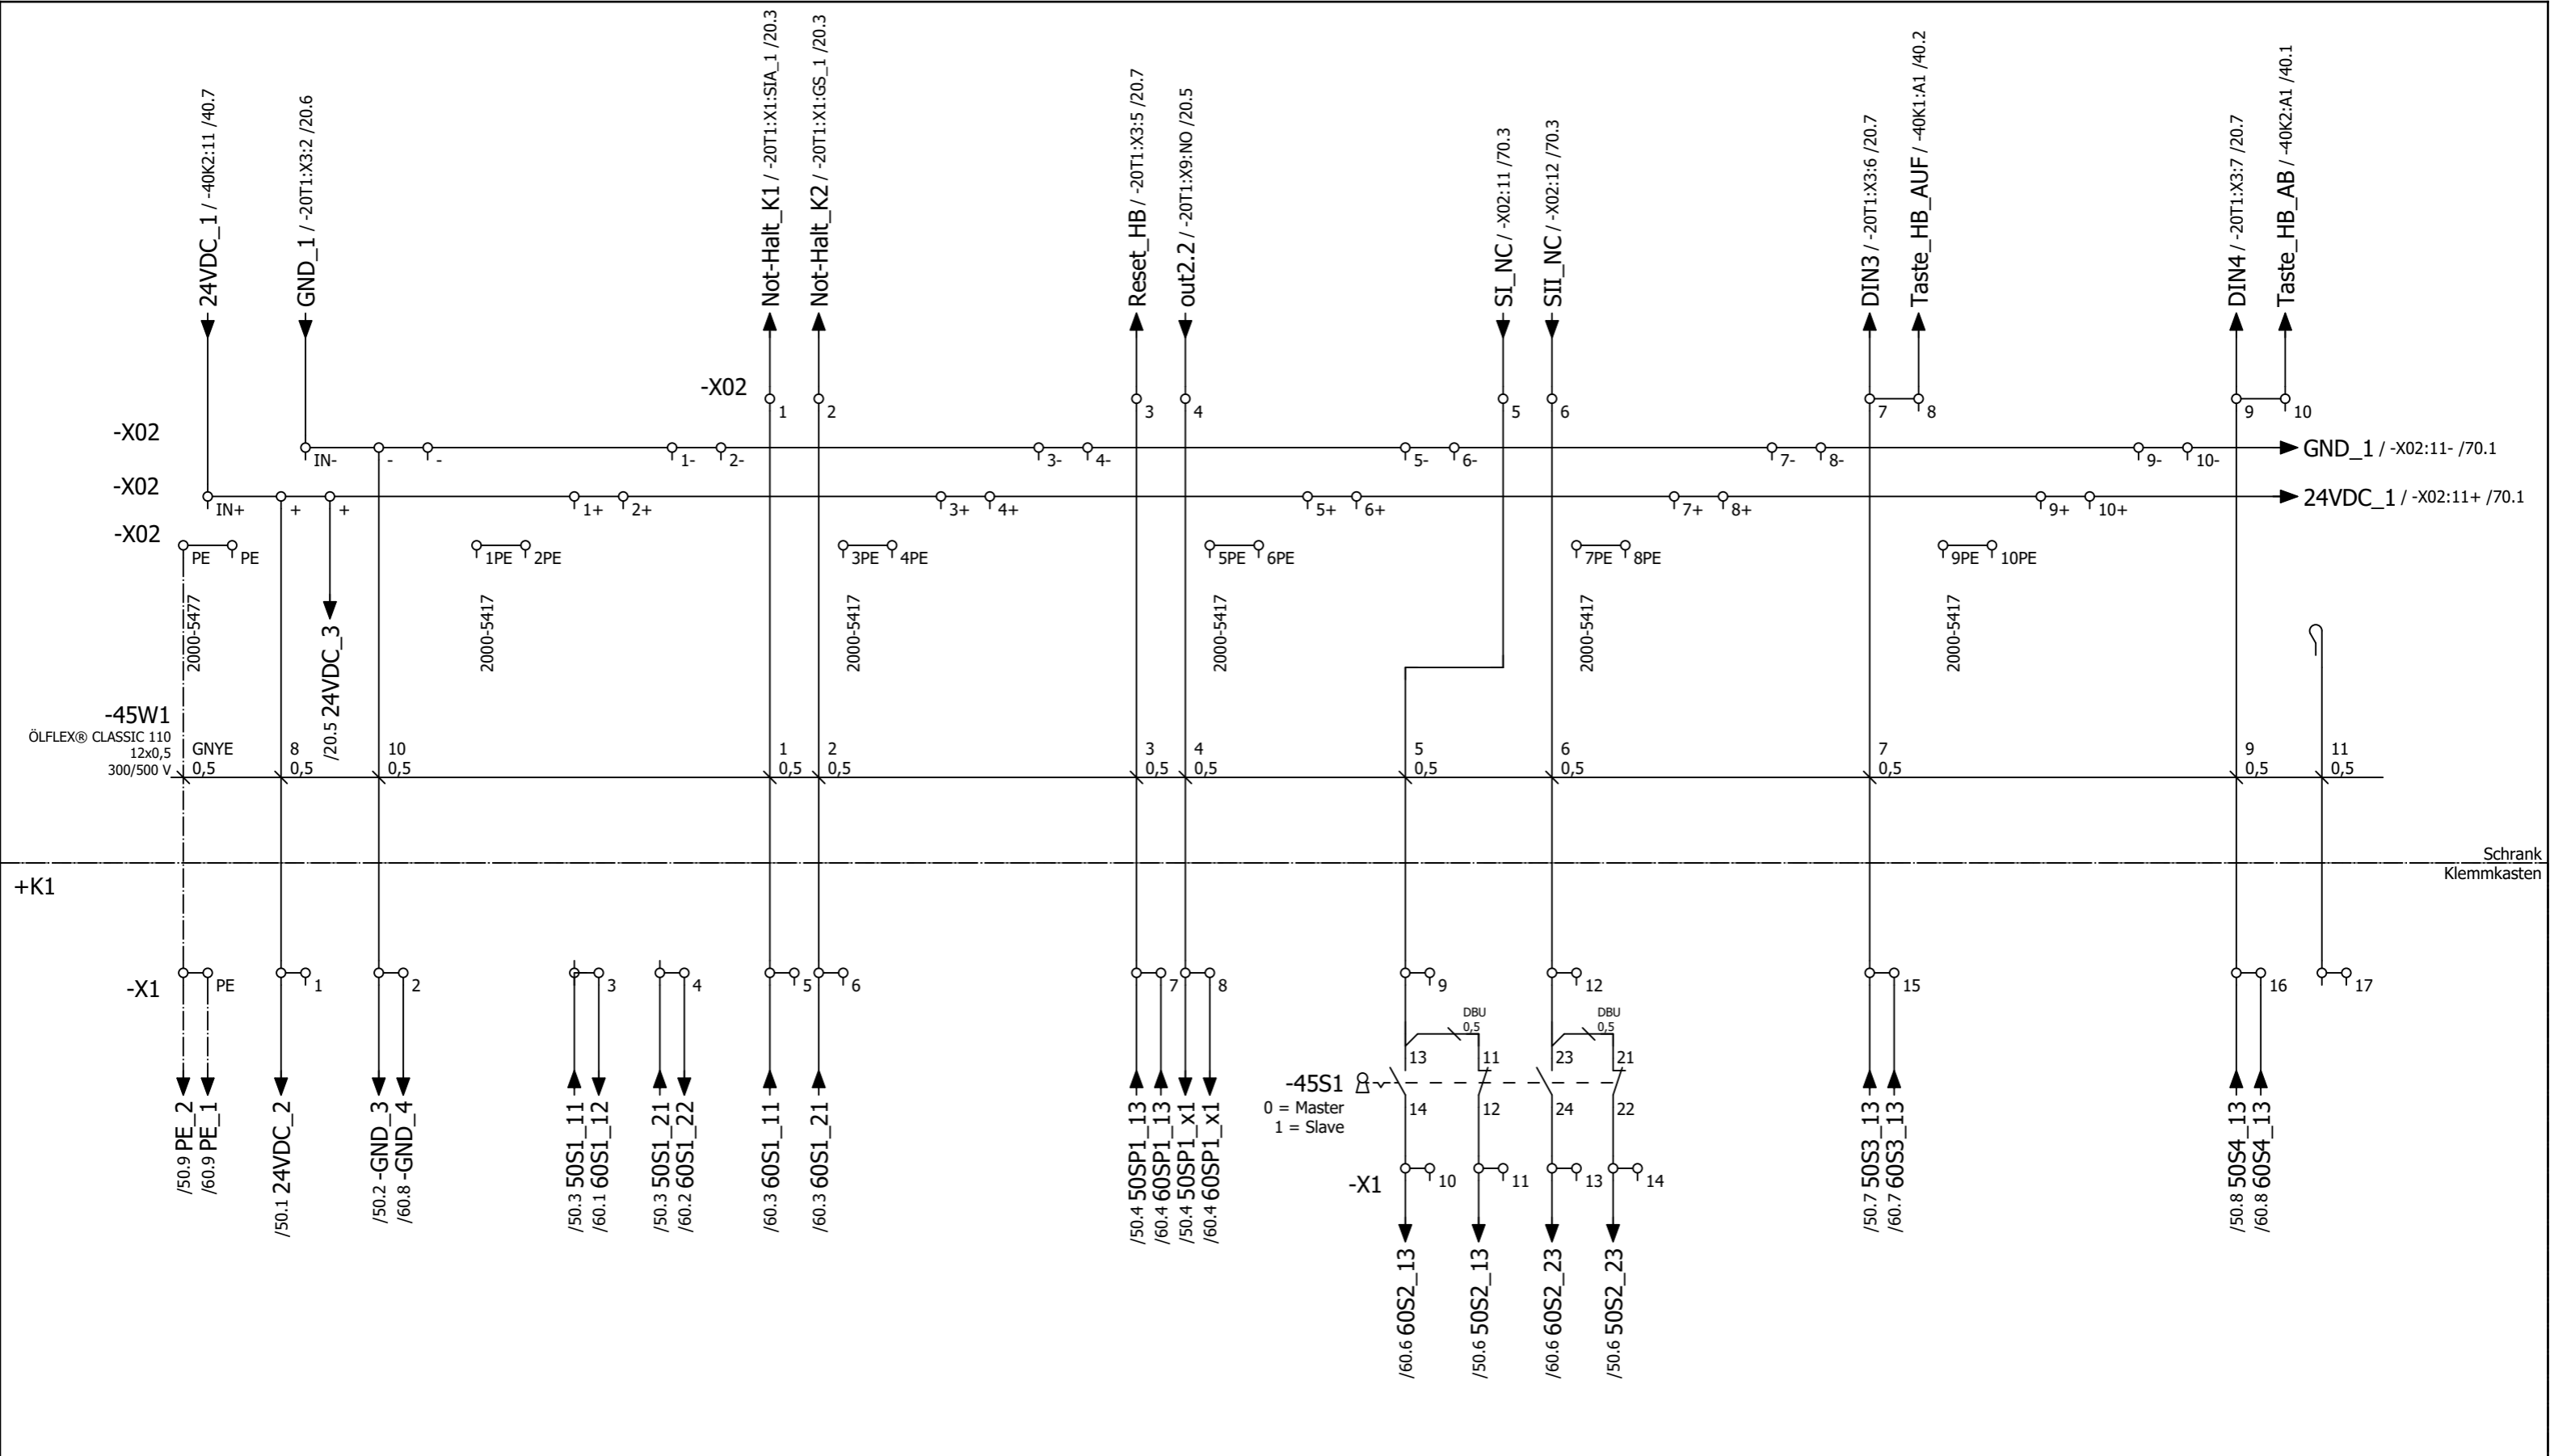 24VDC_1 / -40K2:11 /40.7
GND_1 / -20T1:X3:2 /20.6
Not-Halt_K1 / -20T1:X1:SIA_1 /20.3
Not-Halt_K2 / -20T1:X1:GS_1 /20.3
Reset_HB / -20T1:X3:5 /20.7
out2.2 / -20T1:X9:NO /20.5
SI_NC / -X02:11 /70.3
SII_NC / -X02:12 /70.3
DIN3 / -20T1:X3:6 /20.7
Taste_HB_AUF / -40K1:A1 /40.2
DIN4 / -20T1:X3:7 /20.7
Taste_HB_AB / -40K2:A1 /40.1
-X02
1 2 3 4 5 6 7 8 9 10
-X02
IN- - - 1- 2- 3- 4- 5- 6- 7- 8- 9- 10-
GND_1 / -X02:11- /70.1
-X02
IN+ + + 1+ 2+ 3+ 4+ 5+ 6+ 7+ 8+ 9+ 10+
24VDC_1 / -X02:11+ /70.1
-X02
PE PE 1PE 2PE 3PE 4PE 5PE 6PE 7PE 8PE 9PE 10PE
2000-5477
2000-5417
2000-5417
2000-5417
2000-5417
2000-5417
/20.5 24VDC_3
-45W1
ÖLFLEX® CLASSIC 110
12x0,5
300/500 V
GNYE 8 10 1 2 3 4 5 6 7 9 11
0,5 0,5 0,5 0,5 0,5 0,5 0,5 0,5 0,5 0,5 0,5 0,5
Schrank
Klemmkasten
+K1
-X1
PE 1 2 3 4 5 6 7 8 9 12 15 16 17
DBU
0,5
DBU
0,5
13 11 23 21
-45S1
0 = Master
1 = Slave
14 12 24 22
-X1
10 11 13 14
/50.9 PE_2
/60.9 PE_1
/50.1 24VDC_2
/50.2 -GND_3
/60.8 -GND_4
/50.3 50S1_11
/60.1 60S1_12
/50.3 50S1_21
/60.2 60S1_22
/60.3 60S1_11
/60.3 60S1_21
/50.4 50SP1_13
/60.4 60SP1_13
/50.4 50SP1_x1
/60.4 60SP1_x1
/60.6 60S2_13
/50.6 50S2_13
/60.6 60S2_23
/50.6 50S2_23
/50.7 50S3_13
/60.7 60S3_13
/50.8 50S4_13
/60.8 60S4_13